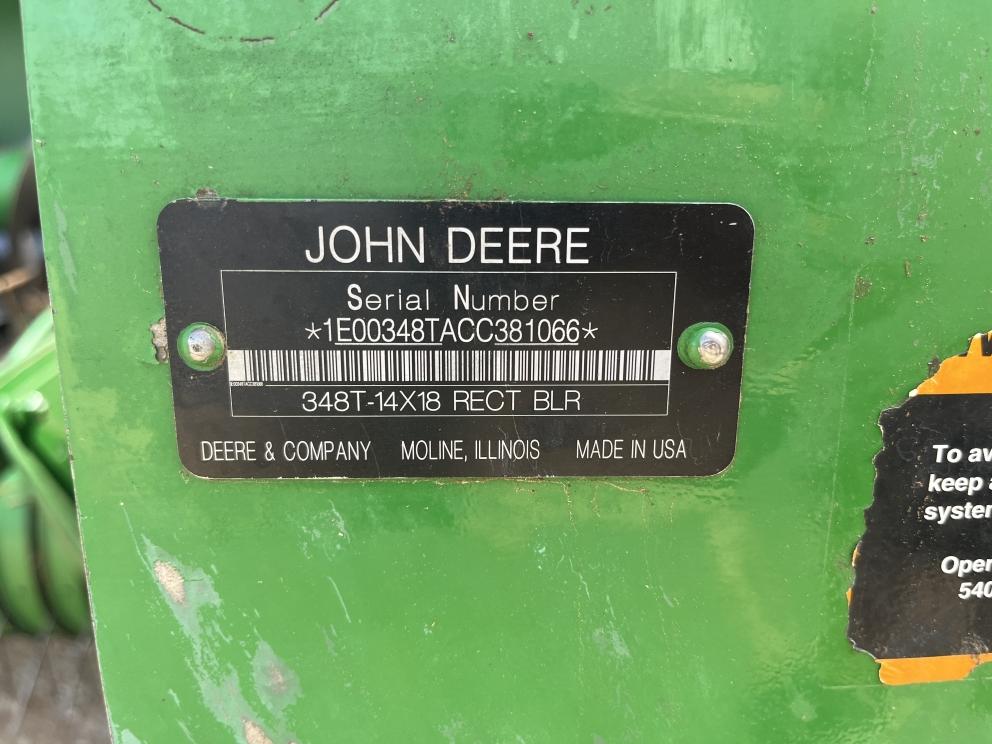 JOHN DEERE
Serial Number
*1E00348TACC381066*
1E00348TACC381066
348T-14X18 RECT BLR
DEERE & COMPANY MOLINE, ILLINOIS MADE IN USA
To av
keep a
system
Oper
540